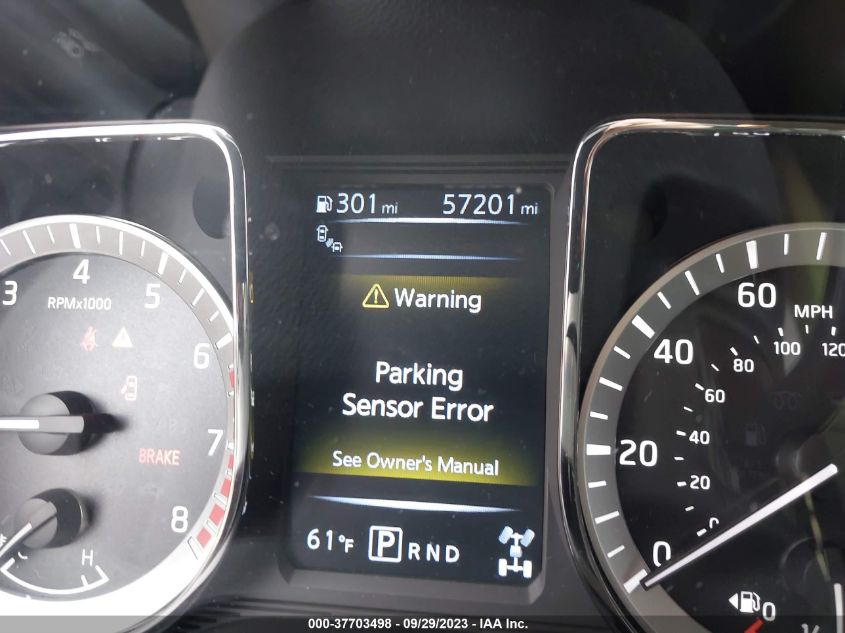 301 mi 57201 mi
Warning
Parking
Sensor Error
See Owner's Manual
61°F P R N D
3 4 5 6 7 8
RPMx1000
BRAKE
H
0 20 40 60
MPH
0 20 40 60 80 100 120
0
000-37703498 - 09/29/2023 - IAA Inc.